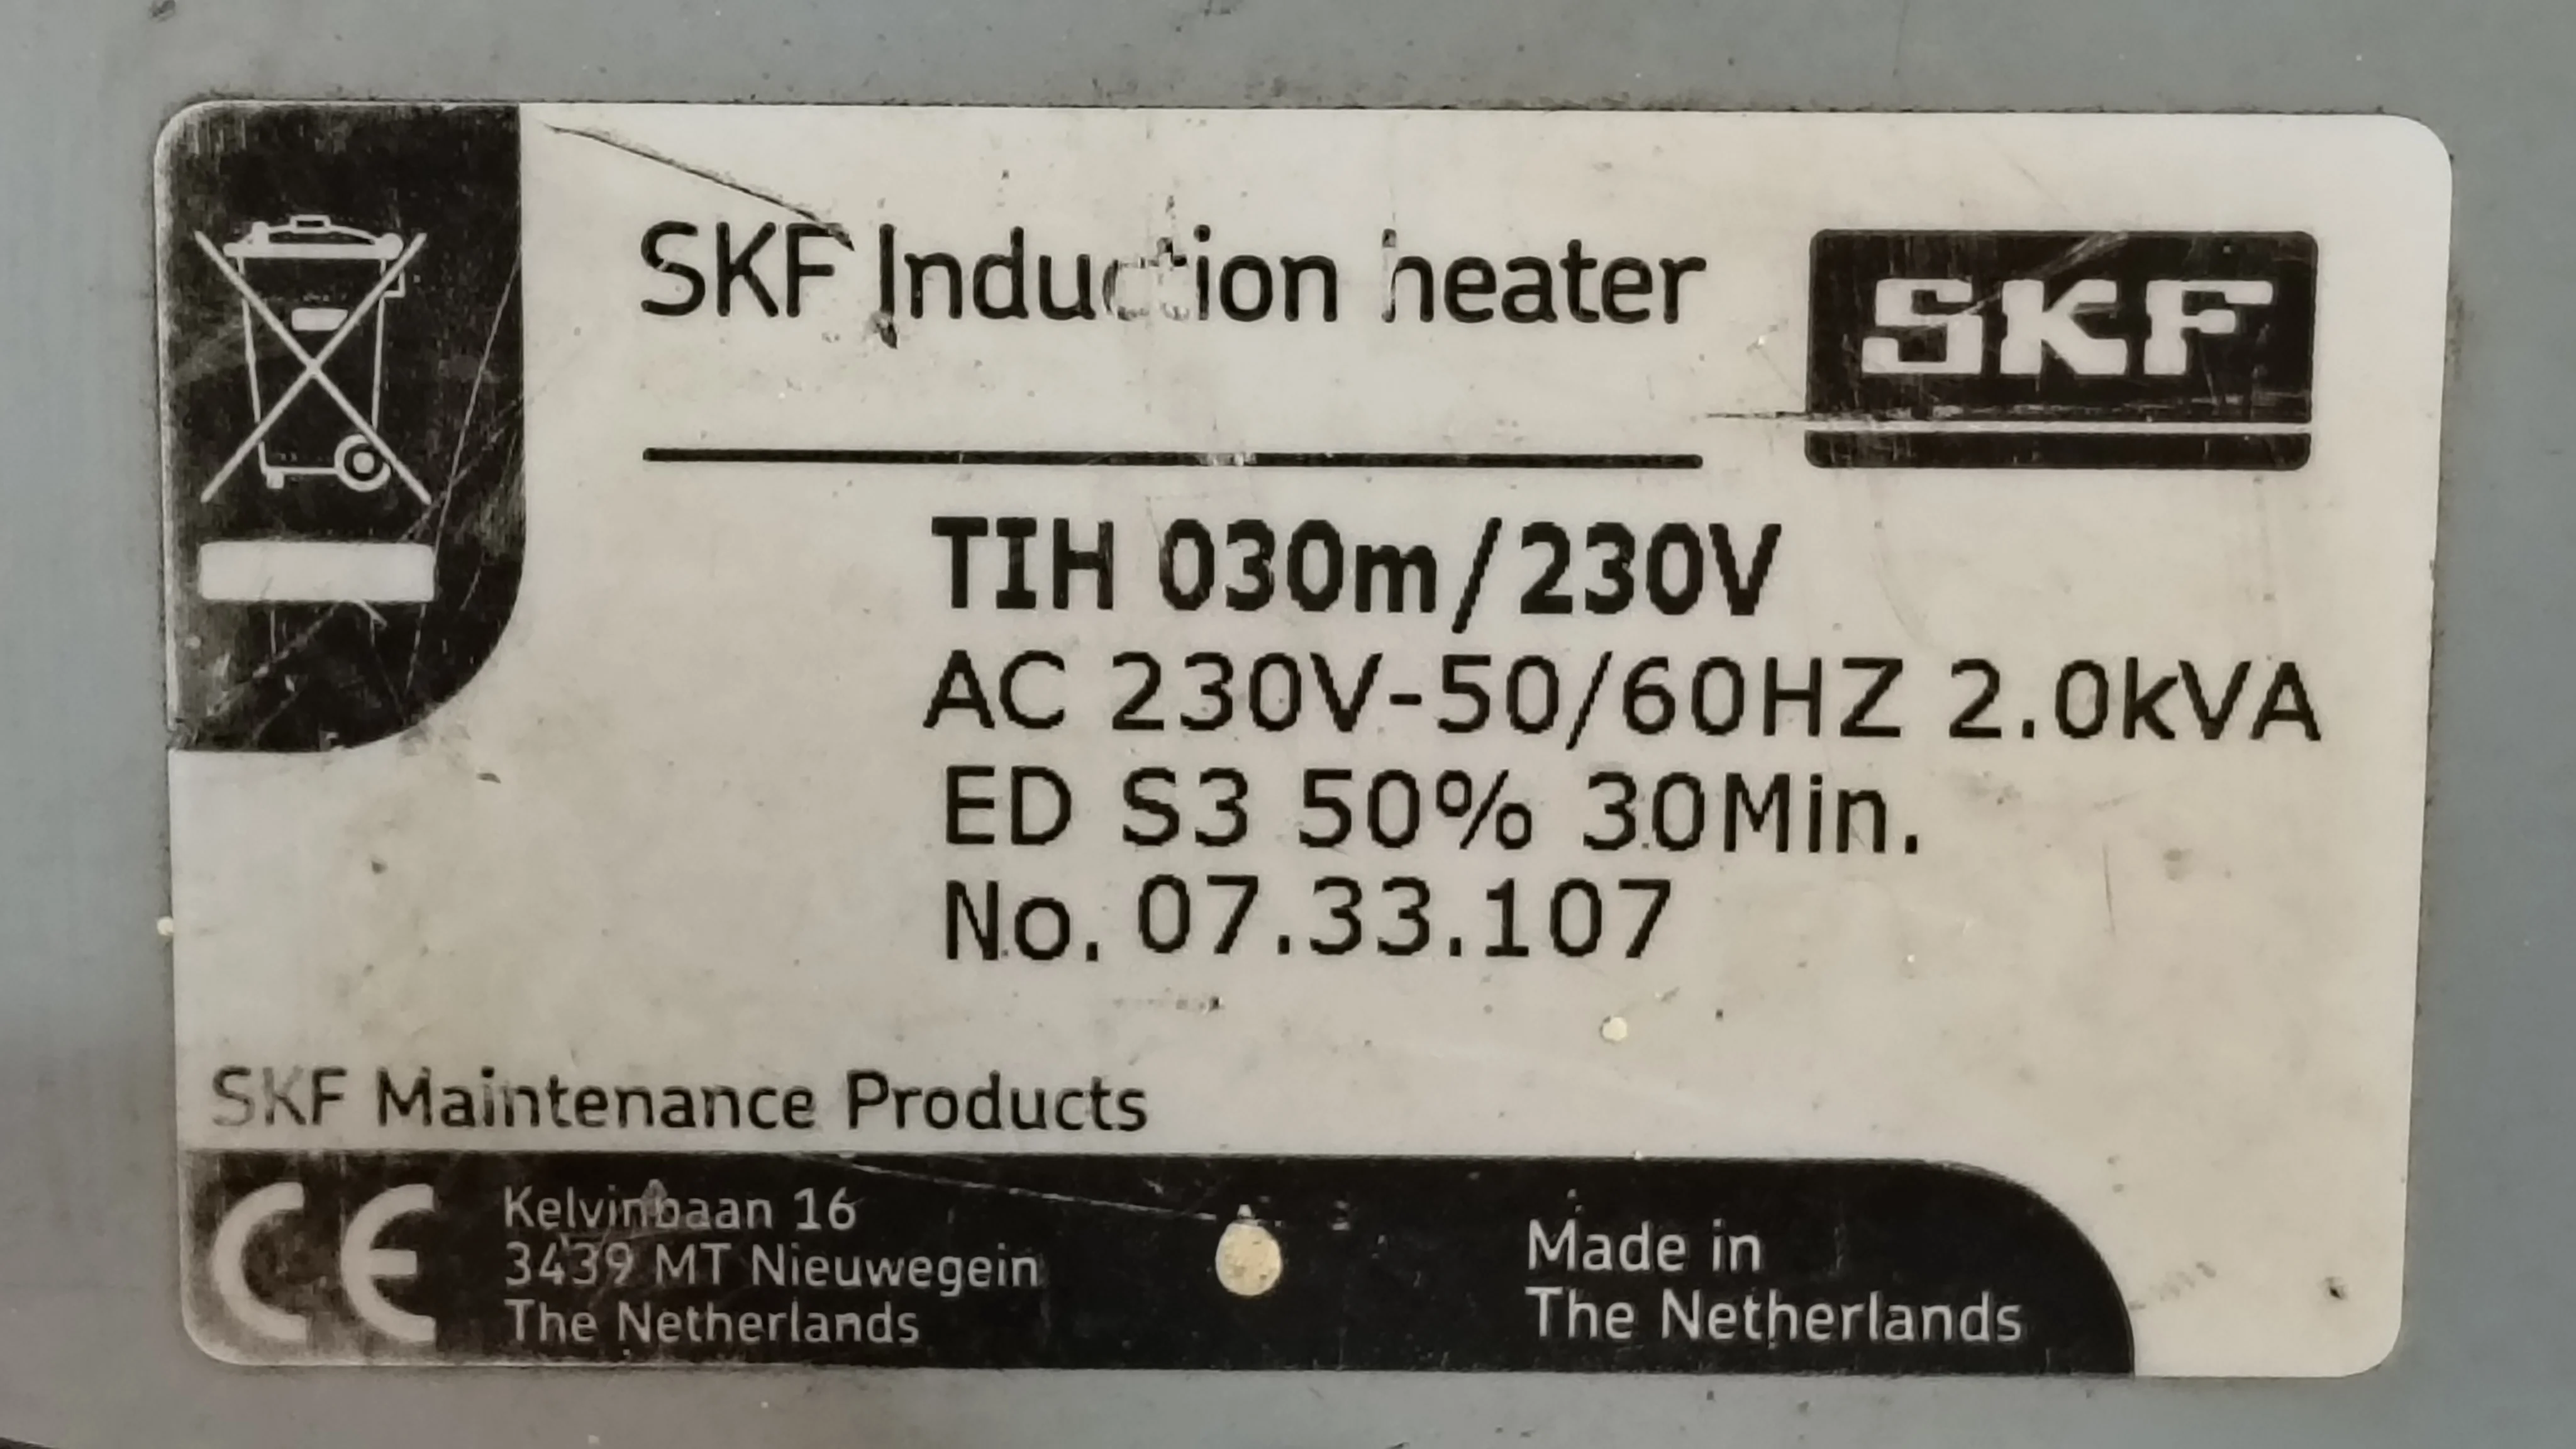 SKF Induction heater
SKF
TIH 030m/230V
AC 230V-50/60HZ 2.0kVA
ED S3 50% 30Min.
No. 07.33.107
SKF Maintenance Products
CE
Kelvinbaan 16
3439 MT Nieuwegein
The Netherlands
Made in
The Netherlands